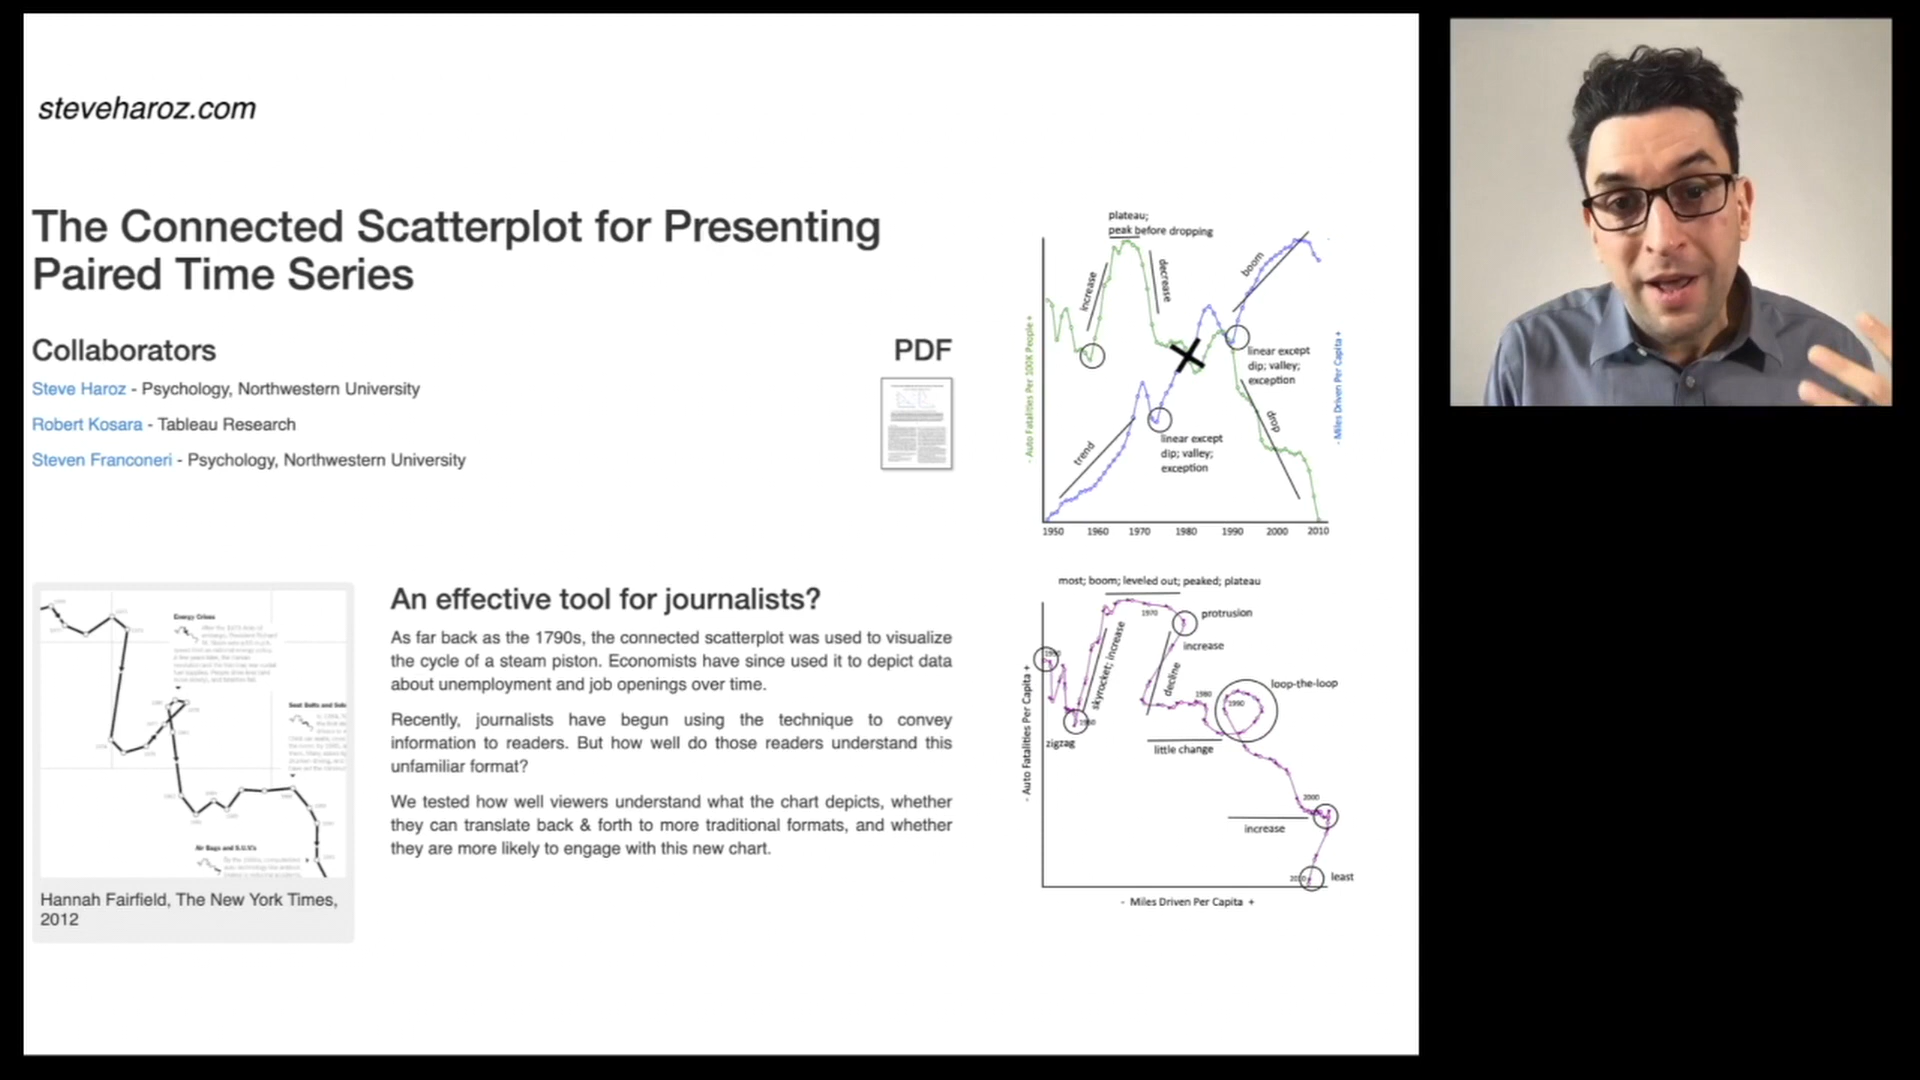 steveharoz.com
The Connected Scatterplot for Presenting
Paired Time Series
Collaborators
PDF
Steve Haroz - Psychology, Northwestern University
Robert Kosara - Tableau Research
Steven Franconeri - Psychology, Northwestern University
An effective tool for journalists?
As far back as the 1790s, the connected scatterplot was used to visualize
the cycle of a steam piston. Economists have since used it to depict data
about unemployment and job openings over time.
Recently, journalists have begun using the technique to convey
information to readers. But how well do those readers understand this
unfamiliar format?
We tested how well viewers understand what the chart depicts, whether
they can translate back & forth to more traditional formats, and whether
they are more likely to engage with this new chart.
Energy Crises
Air Bags and S.U.V's
Hannah Fairfield, The New York Times,
2012
plateau;
peak before dropping
increase
decrease
boom
linear except
dip; valley;
exception
drop
trend
linear except
dip; valley;
exception
- Auto Fatalities Per 100K People +
- Miles Driven Per Capita +
1950 1960 1970 1980 1990 2000 2010
most; boom; leveled out; peaked; plateau
1970
protrusion
increase
skyrocket; increase
decline
1950
1980
loop-the-loop
1990
1960
zigzag
little change
2000
increase
least
- Auto Fatalities Per Capita +
- Miles Driven Per Capita +